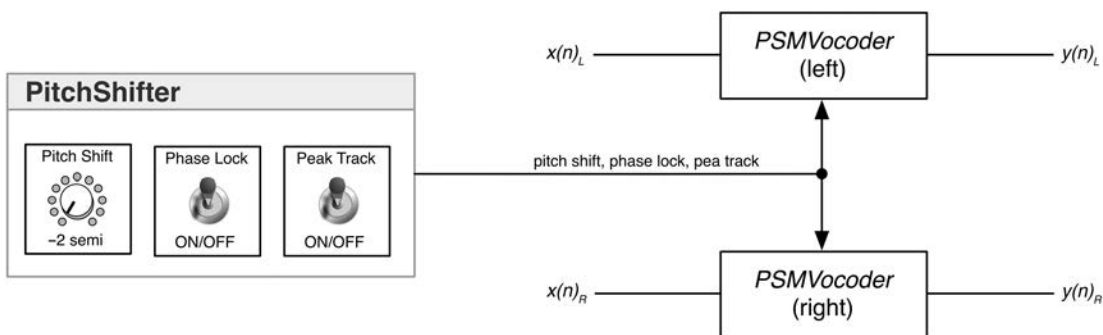 PitchShifter
Pitch Shift
-2 semi
Phase Lock
ON/OFF
Peak Track
ON/OFF
pitch shift, phase lock, pea track
x(n)L
PSMVocoder
(left)
y(n)L
x(n)R
PSMVocoder
(right)
y(n)R